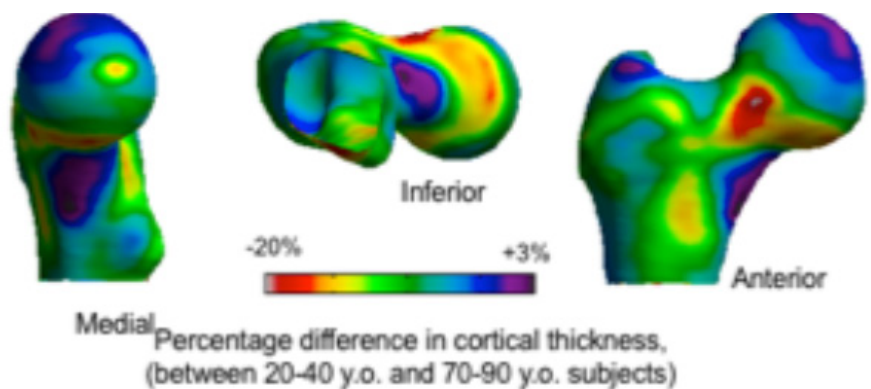 Inferior
-20%
+3%
Anterior
Medial
Percentage difference in cortical thickness,
(between 20-40 y.o. and 70-90 y.o. subjects)